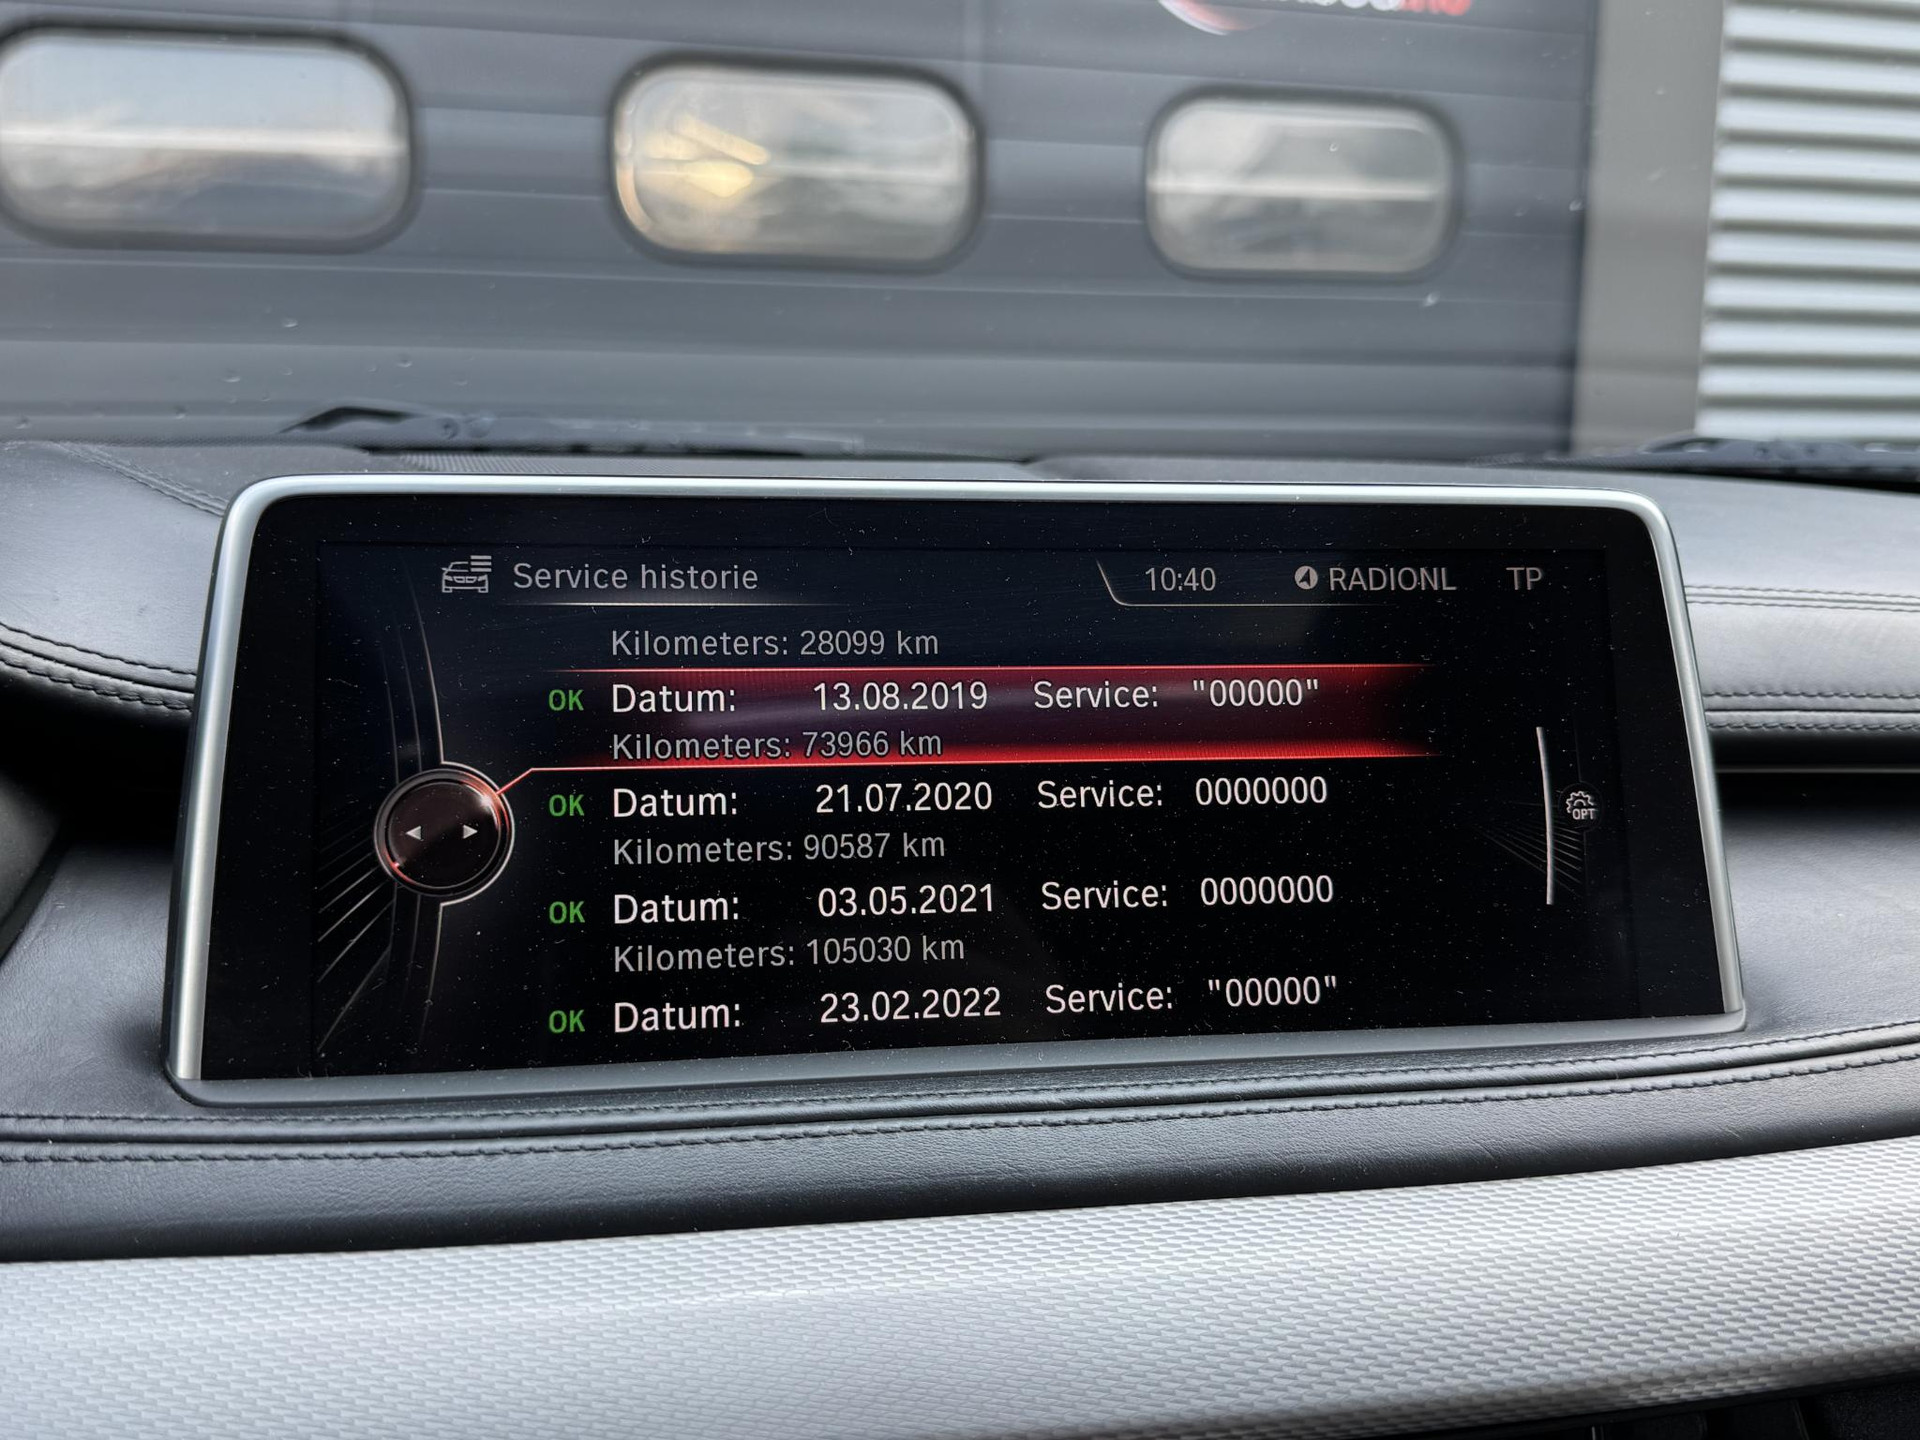 Service historie 10:40 RADIONL TP
Kilometers: 28099 km
OK Datum: 13.08.2019 Service: "00000"
Kilometers: 73966 km
OK Datum: 21.07.2020 Service: 0000000
Kilometers: 90587 km
OPT
OK Datum: 03.05.2021 Service: 0000000
Kilometers: 105030 km
OK Datum: 23.02.2022 Service: "00000"